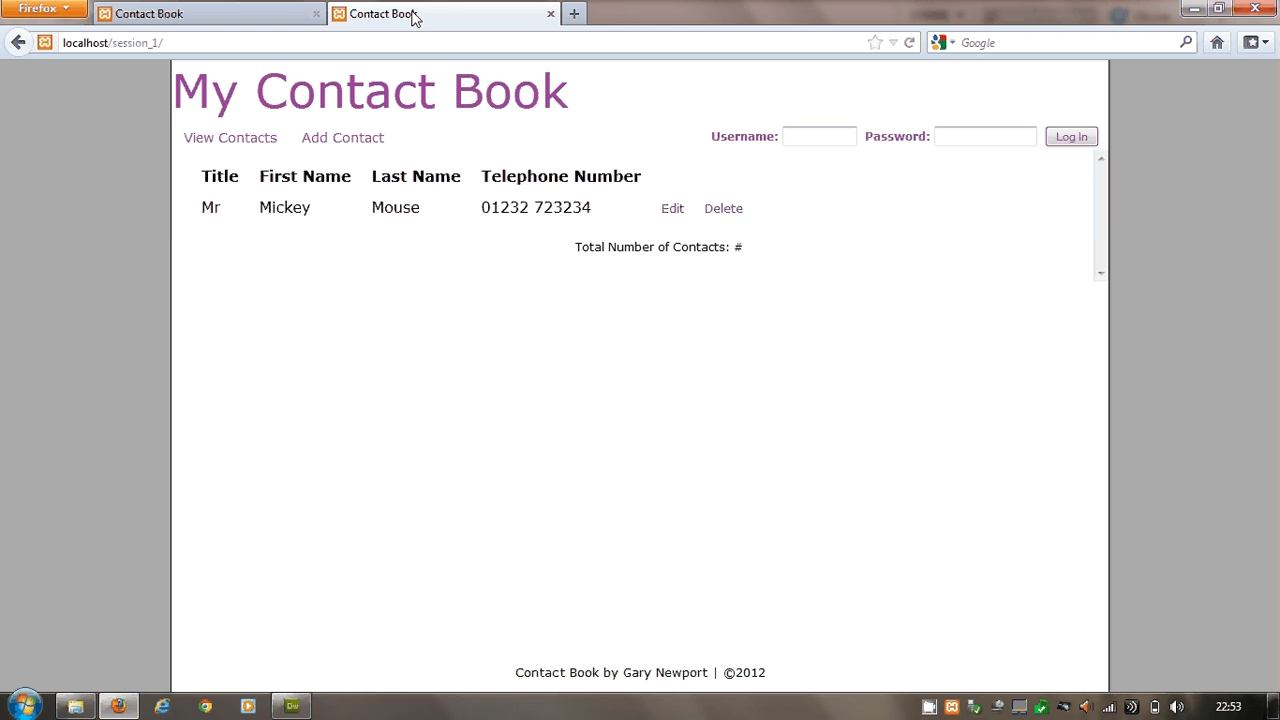 Firefox
Contact Book
Contact Book
localhost/session_1/
Google
My Contact Book
View Contacts Add Contact Username: Password: Log In
Title First Name Last Name Telephone Number
Mr Mickey Mouse 01232 723234 Edit Delete
Total Number of Contacts: #
Contact Book by Gary Newport | ©2012
Dw
22:53